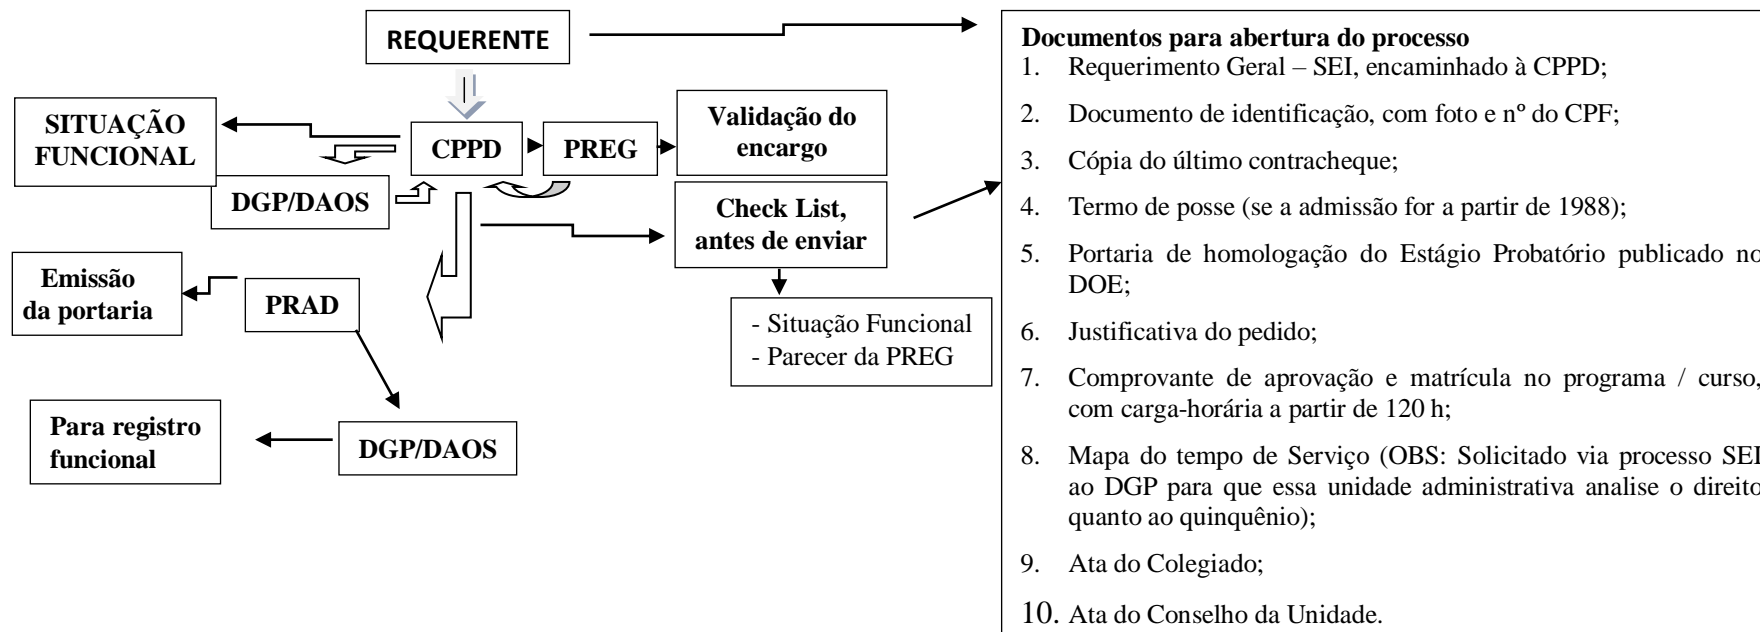 REQUERENTE
SITUAÇÃO
FUNCIONAL
CPPD
PREG
Validação do
encargo
DGP/DAOS
Check List,
antes de enviar
Emissão
da portaria
PRAD
- Situação Funcional
- Parecer da PREG
Para registro
funcional
DGP/DAOS
Documentos para abertura do processo
1. Requerimento Geral – SEI, encaminhado à CPPD;
2. Documento de identificação, com foto e nº do CPF;
3. Cópia do último contracheque;
4. Termo de posse (se a admissão for a partir de 1988);
5. Portaria de homologação do Estágio Probatório publicado no
DOE;
6. Justificativa do pedido;
7. Comprovante de aprovação e matrícula no programa / curso,
com carga-horária a partir de 120 h;
8. Mapa do tempo de Serviço (OBS: Solicitado via processo SEI
ao DGP para que essa unidade administrativa analise o direito
quanto ao quinquênio);
9. Ata do Colegiado;
10. Ata do Conselho da Unidade.